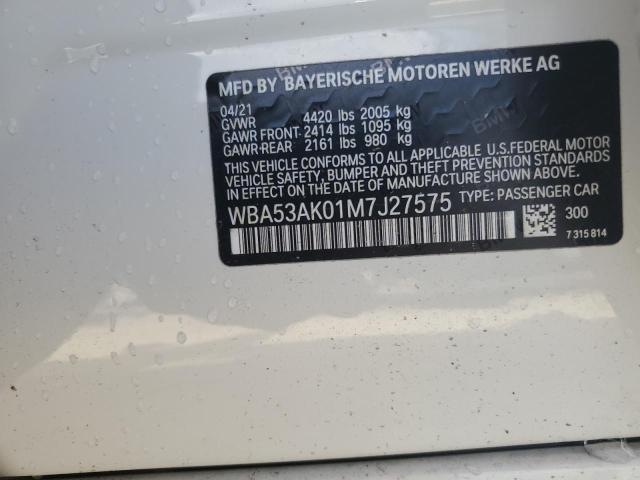 MFD BY BAYERISCHE MOTOREN WERKE AG
04/21
GVWR 4420 lbs 2005 kg
GAWR FRONT 2414 lbs 1095 kg
GAWR REAR 2161 lbs 980 kg
THIS VEHICLE CONFORMS TO ALL APPLICABLE U.S.FEDERAL MOTOR
VEHICLE SAFETY, BUMPER AND THEFT PREVENTION STANDARDS
IN EFFECT ON THE DATE OF MANUFACTURE SHOWN ABOVE.
WBA53AK01M7J27575 TYPE: PASSENGER CAR
300
7 315 814